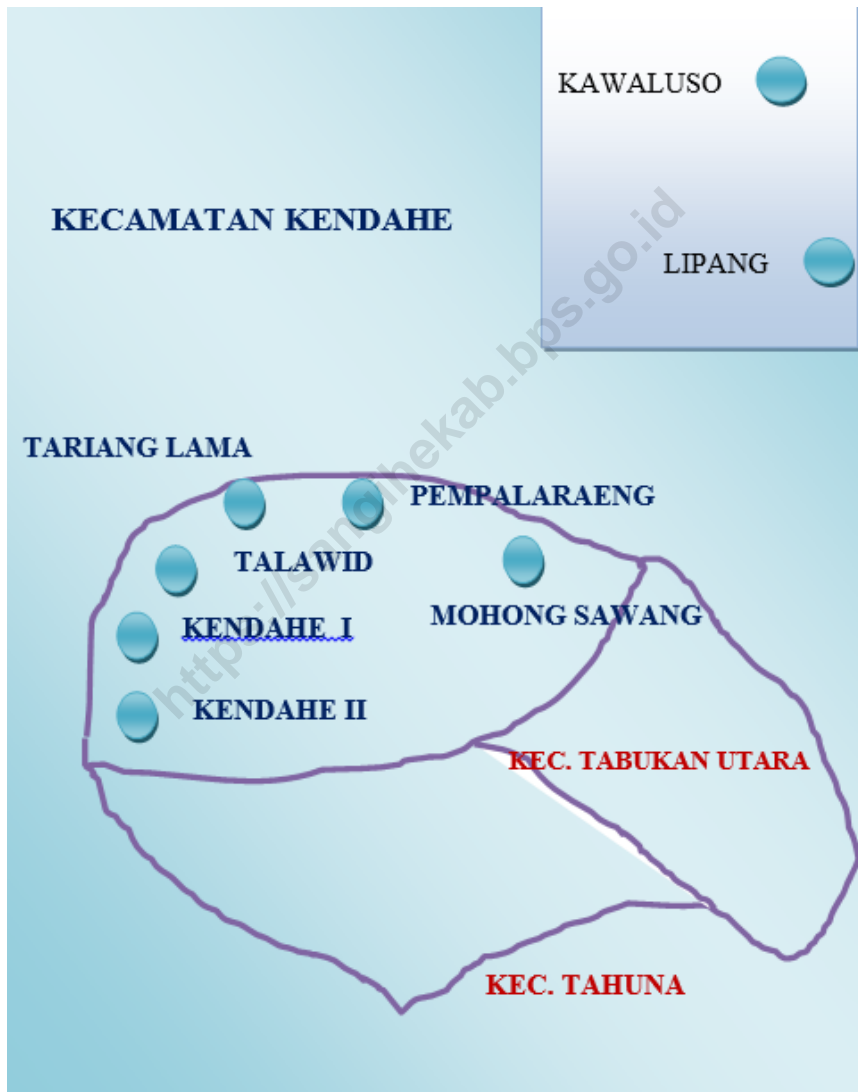 KAWALUSO
KECAMATAN KENDAHE
LIPANG
TARIANG LAMA
PEMPALARAENG
TALAWID
MOHONG SAWANG
KENDAHE I
KENDAHE II
KEC. TABUKAN UTARA
KEC. TAHUNA
https://sangihekab.bps.go.id